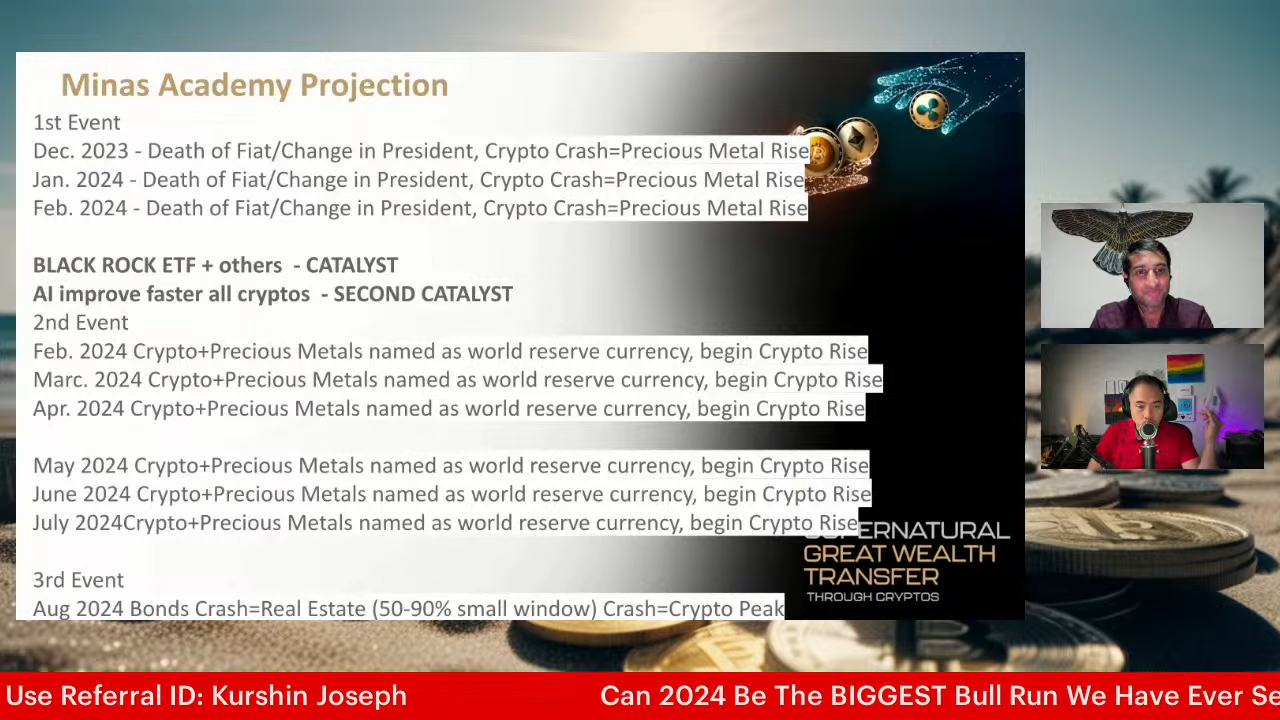 Minas Academy Projection
1st Event
Dec. 2023 - Death of Fiat/Change in President, Crypto Crash=Precious Metal Rise
Jan. 2024 - Death of Fiat/Change in President, Crypto Crash=Precious Metal Rise
Feb. 2024 - Death of Fiat/Change in President, Crypto Crash=Precious Metal Rise
BLACK ROCK ETF + others - CATALYST
AI improve faster all cryptos - SECOND CATALYST
2nd Event
Feb. 2024 Crypto+Precious Metals named as world reserve currency, begin Crypto Rise
Marc. 2024 Crypto+Precious Metals named as world reserve currency, begin Crypto Rise
Apr. 2024 Crypto+Precious Metals named as world reserve currency, begin Crypto Rise
May 2024 Crypto+Precious Metals named as world reserve currency, begin Crypto Rise
June 2024 Crypto+Precious Metals named as world reserve currency, begin Crypto Rise
July 2024Crypto+Precious Metals named as world reserve currency, begin Crypto Rise
3rd Event
Aug 2024 Bonds Crash=Real Estate (50-90% small window) Crash=Crypto Peak
SUPERNATURAL
GREAT WEALTH
TRANSFER
THROUGH CRYPTOS
Use Referral ID: Kurshin Joseph
Can 2024 Be The BIGGEST Bull Run We Have Ever Se